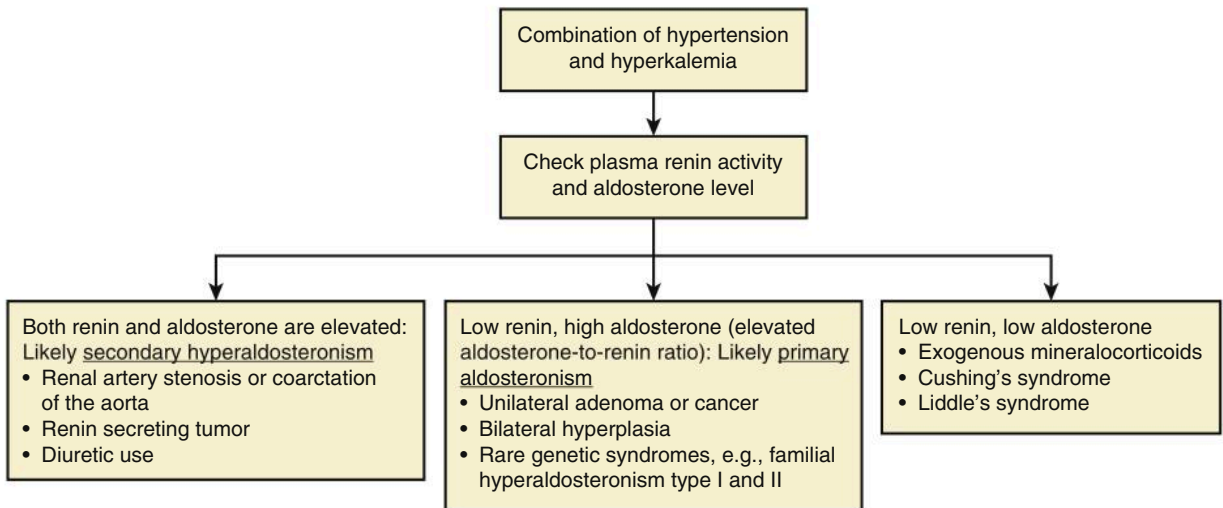 Combination of hypertension
and hyperkalemia
Check plasma renin activity
and aldosterone level
Both renin and aldosterone are elevated:
Likely secondary hyperaldosteronism
• Renal artery stenosis or coarctation
of the aorta
• Renin secreting tumor
• Diuretic use
Low renin, high aldosterone (elevated
aldosterone-to-renin ratio): Likely primary
aldosteronism
• Unilateral adenoma or cancer
• Bilateral hyperplasia
• Rare genetic syndromes, e.g., familial
hyperaldosteronism type I and II
Low renin, low aldosterone
• Exogenous mineralocorticoids
• Cushing's syndrome
• Liddle's syndrome